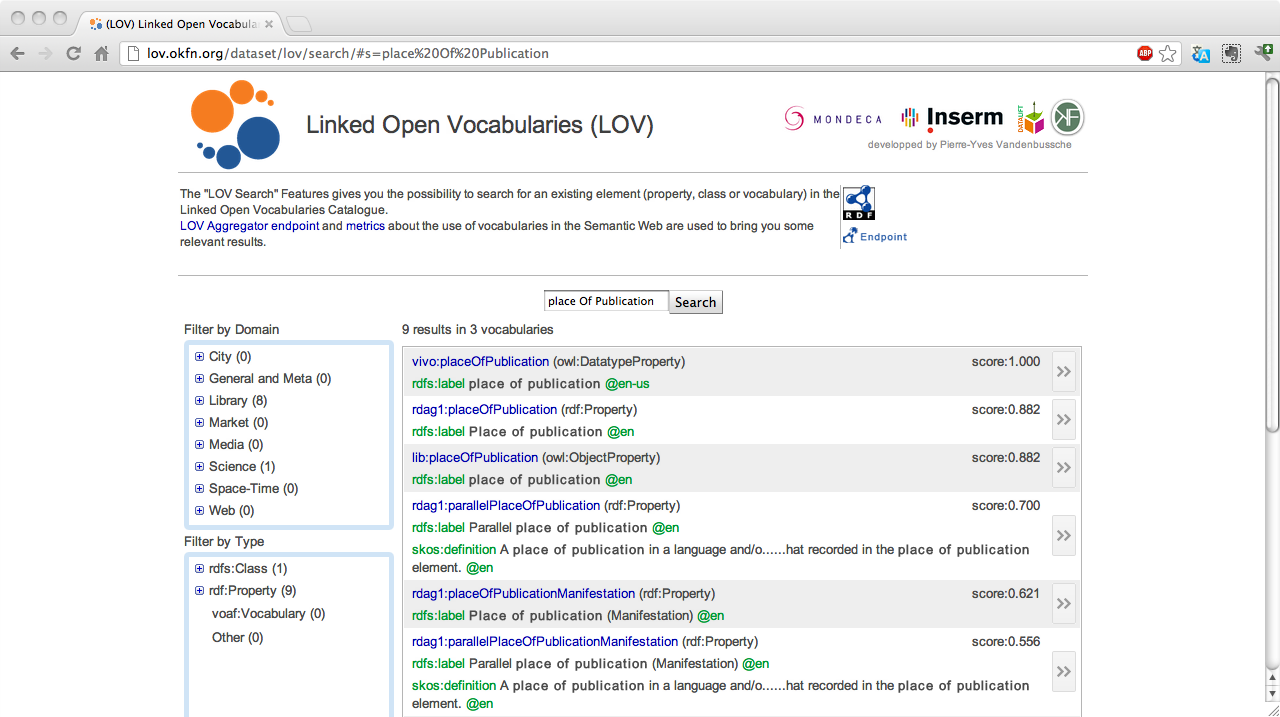 (LOV) Linked Open Vocabula
lov.okfn.org/dataset/lov/search/#s=place%20Of%20Publication
ABP
Linked Open Vocabularies (LOV)
MONDECA
Inserm
DATALIFT
KF
developped by Pierre-Yves Vandenbussche
The "LOV Search" Features gives you the possibility to search for an existing element (property, class or vocabulary) in the
Linked Open Vocabularies Catalogue.
LOV Aggregator endpoint and metrics about the use of vocabularies in the Semantic Web are used to bring you some
relevant results.
RDF
Endpoint
place Of Publication
Search
Filter by Domain
City (0)
General and Meta (0)
Library (8)
Market (0)
Media (0)
Science (1)
Space-Time (0)
Web (0)
Filter by Type
rdfs:Class (1)
rdf:Property (9)
voaf:Vocabulary (0)
Other (0)
9 results in 3 vocabularies
vivo:placeOfPublication (owl:DatatypeProperty) score:1.000
rdfs:label place of publication @en-us
rdag1:placeOfPublication (rdf:Property) score:0.882
rdfs:label Place of publication @en
lib:placeOfPublication (owl:ObjectProperty) score:0.882
rdfs:label place of publication @en
rdag1:parallelPlaceOfPublication (rdf:Property) score:0.700
rdfs:label Parallel place of publication @en
skos:definition A place of publication in a language and/o......hat recorded in the place of publication
element. @en
rdag1:placeOfPublicationManifestation (rdf:Property) score:0.621
rdfs:label Place of publication (Manifestation) @en
rdag1:parallelPlaceOfPublicationManifestation (rdf:Property) score:0.556
rdfs:label Parallel place of publication (Manifestation) @en
skos:definition A place of publication in a language and/o......hat recorded in the place of publication
element. @en